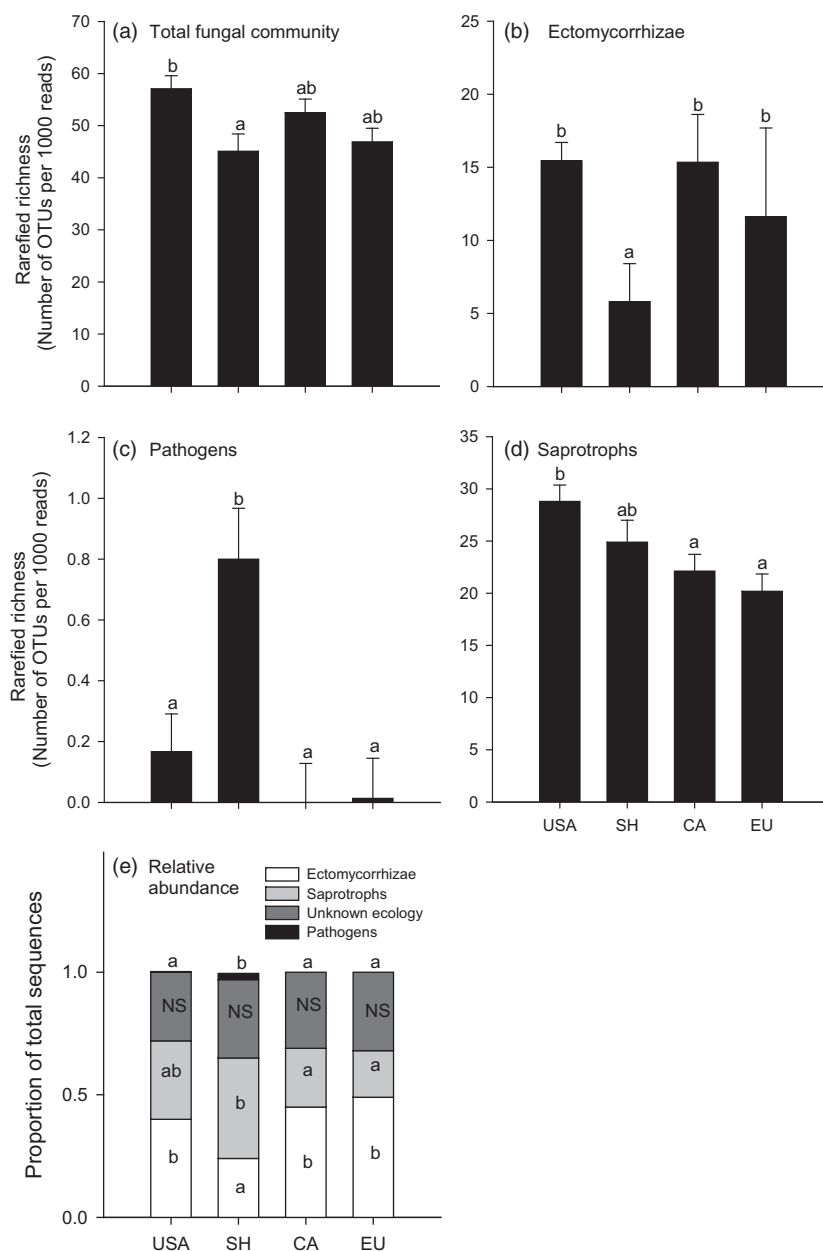 (a) Total fungal community
Rarefied richness
(Number of OTUs per 1000 reads)
70
60
50
40
30
20
10
0
b
a
ab
ab
(b) Ectomycorrhizae
25
20
15
10
5
0
b
a
b
b
(c) Pathogens
Rarefied richness
(Number of OTUs per 1000 reads)
1.2
1.0
0.8
0.6
0.4
0.2
0.0
a
b
a
a
(d) Saprotrophs
35
30
25
20
15
10
5
0
b
ab
a
a
USA SH CA EU
(e) Relative
abundance
Ectomycorrhizae
Saprotrophs
Unknown ecology
Pathogens
Proportion of total sequences
1.0
0.5
0.0
a b a a
NS NS NS NS
ab b a a
b a b b
USA SH CA EU